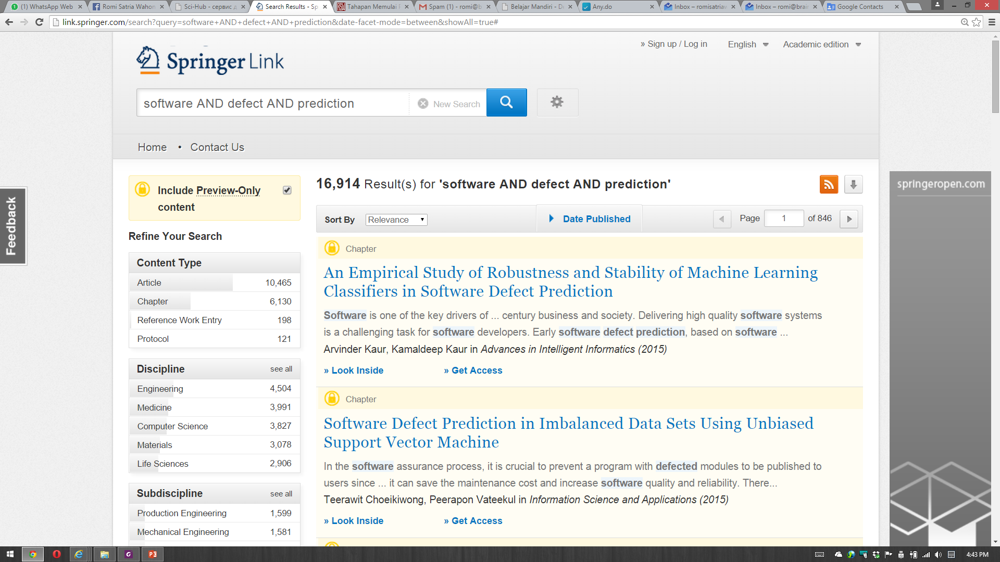 (1) WhatsApp Web
Romi Satria Wahon
Sci-Hub - сервис д
Search Results - Sp
Tahapan Memulai
Spam (1) - romi@b
Belajar Mandiri - D
Any.do
Inbox – romisatriaw
Inbox – romi@brai
Google Contacts
link.springer.com/search?query=software+AND+defect+AND+prediction&date-facet-mode=between&showAll=true#
» Sign up / Log in
English
Academic edition
Springer Link
software AND defect AND prediction
New Search
Home • Contact Us
Feedback
Include Preview-Only
content
Refine Your Search
Content Type
Article 10,465
Chapter 6,130
Reference Work Entry 198
Protocol 121
Discipline see all
Engineering 4,504
Medicine 3,991
Computer Science 3,827
Materials 3,078
Life Sciences 2,906
Subdiscipline see all
Production Engineering 1,599
Mechanical Engineering 1,581
16,914 Result(s) for 'software AND defect AND prediction'
Sort By Relevance
Date Published
Page 1 of 846
Chapter
An Empirical Study of Robustness and Stability of Machine Learning
Classifiers in Software Defect Prediction
Software is one of the key drivers of ... century business and society. Delivering high quality software systems
is a challenging task for software developers. Early software defect prediction, based on software ...
Arvinder Kaur, Kamaldeep Kaur in Advances in Intelligent Informatics (2015)
» Look Inside
» Get Access
Chapter
Software Defect Prediction in Imbalanced Data Sets Using Unbiased
Support Vector Machine
In the software assurance process, it is crucial to prevent a program with defected modules to be published to
users since ... it can save the maintenance cost and increase software quality and reliability. There...
Teerawit Choeikiwong, Peerapon Vateekul in Information Science and Applications (2015)
» Look Inside
» Get Access
springeropen.com
4:43 PM